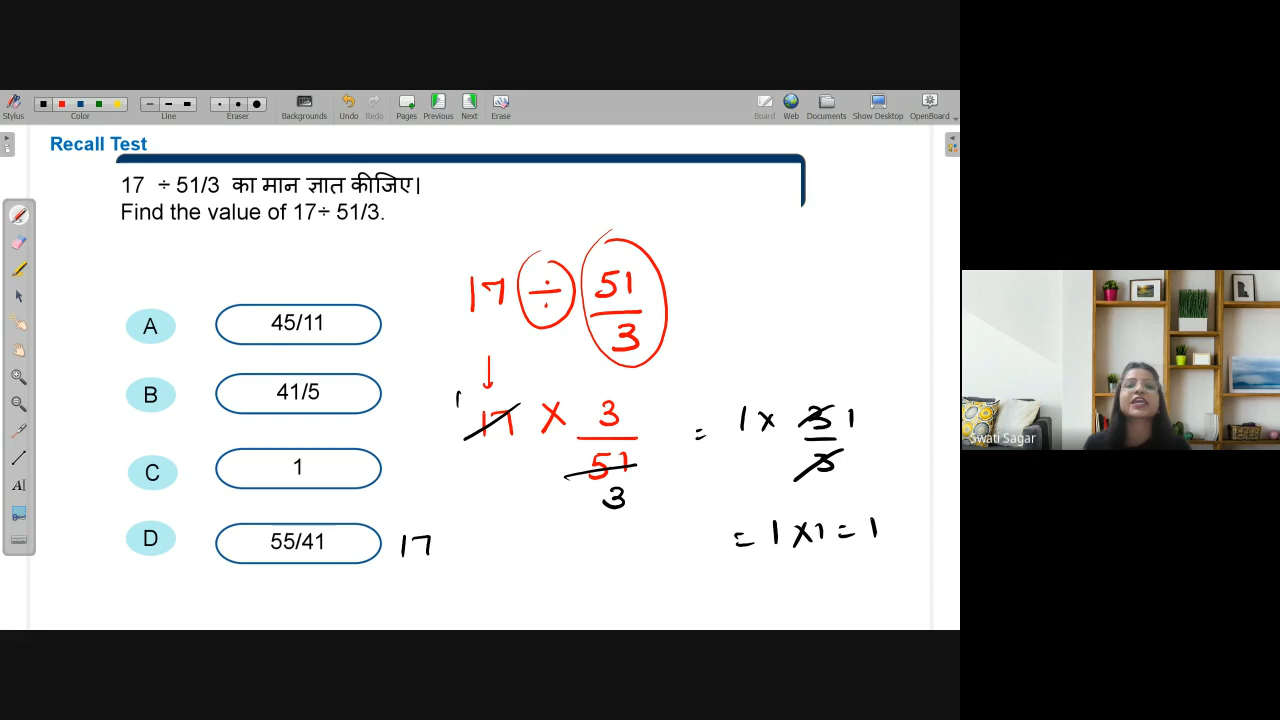 Stylus
Color
Line
Eraser
Backgrounds
Undo
Redo
Pages
Previous
Next
Erase
Board
Web
Documents
Show Desktop
OpenBoard
Recall Test
17 ÷ 51/3 का मान ज्ञात कीजिए।
Find the value of 17÷ 51/3.
17 ÷ 51/3
A 45/11
B 41/5
C 1
D 55/41
17
1
17 × 3/51
3
= 1 × 3/3 1
= 1 × 1 = 1
Swati Sagar